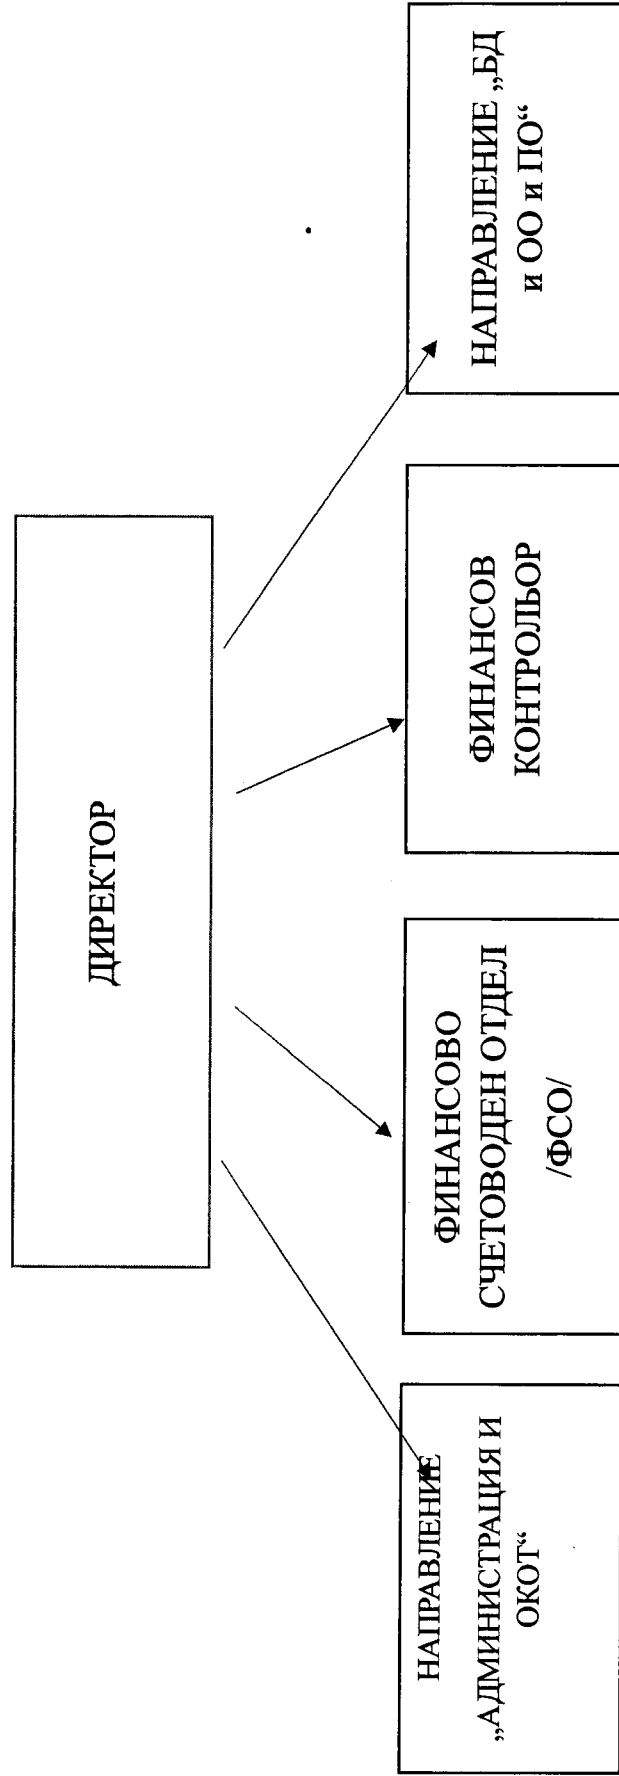 ДИРЕКТОР
НАПРАВЛЕНИЕ
„АДМИНИСТРАЦИЯ И
ОКОТ“
ФИНАНСОВО
СЧЕТОВОДЕН ОТДЕЛ
/ФСО/
ФИНАНСОВ
КОНТРОЛЬОР
НАПРАВЛЕНИЕ „БД
и ОО и ПО“